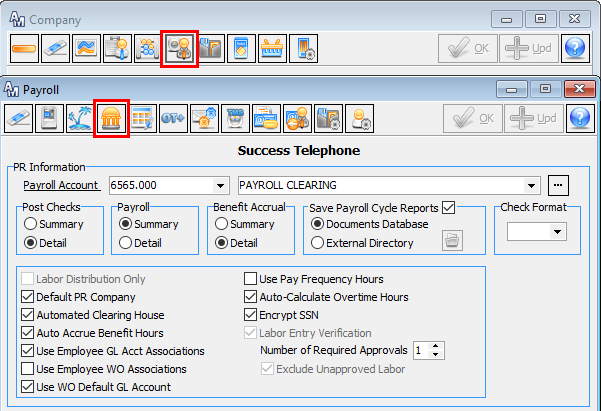 AM Company
OK Upd
AM Payroll
OT+ OK Upd
Success Telephone
PR Information
Payroll Account 6565.000 PAYROLL CLEARING ...
Post Checks Payroll Benefit Accrual Save Payroll Cycle Reports Check Format
Summary Summary Summary Documents Database
Detail Detail Detail External Directory
Labor Distribution Only Use Pay Frequency Hours
Default PR Company Auto-Calculate Overtime Hours
Automated Clearing House Encrypt SSN
Auto Accrue Benefit Hours Labor Entry Verification
Use Employee GL Acct Associations Number of Required Approvals 1
Use Employee WO Associations Exclude Unapproved Labor
Use WO Default GL Account